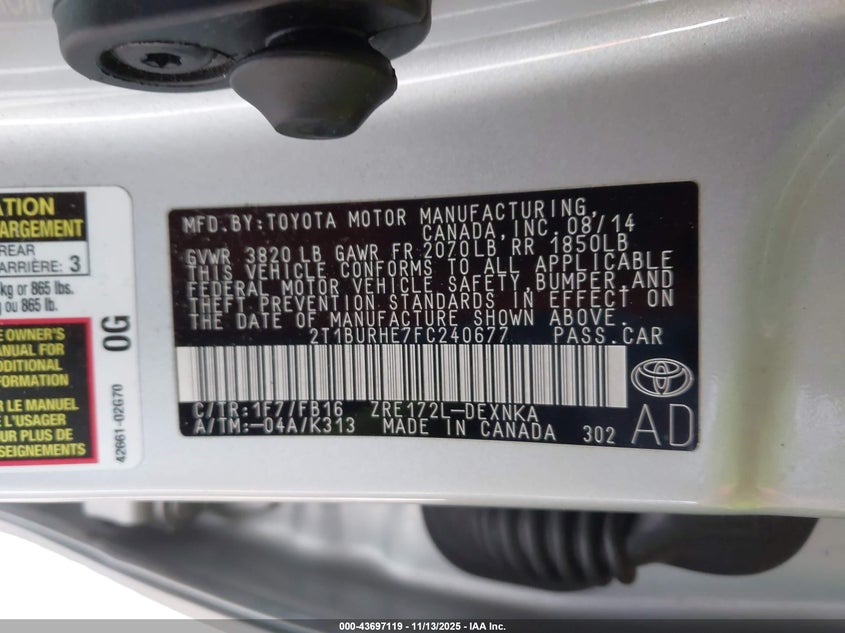 ATION
ARGEMENT
REAR
ARRIÈRE: 3
kg or 865 lbs.
ou 865 lb.
OWNER'S
MANUAL FOR
ADDITIONAL
INFORMATION
LE MANUEL
L'USAGER
POUR PLUS DE
SEIGNEMENTS
0G
42661-02G70
MFD.BY:TOYOTA MOTOR MANUFACTURING,
CANADA,INC.08/14
GVWR 3820 LB GAWR FR 2070LB RR 1850LB
THIS VEHICLE CONFORMS TO ALL APPLICABLE
FEDERAL MOTOR VEHICLE SAFETY,BUMPER,AND
THEFT PREVENTION STANDARDS IN EFFECT ON
THE DATE OF MANUFACTURE SHOWN ABOVE.
2T1BURHE7FC240677 PASS.CAR
C/TR:1F7/FB16 ZRE172L-DEXNKA
A/TM:-04A/K313 MADE IN CANADA 302 AD
000-43697119 - 11/13/2025 - IAA Inc.